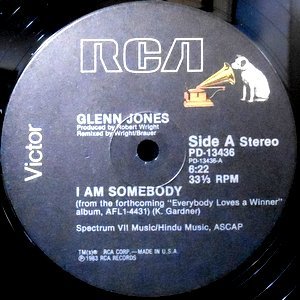 RCA
Victor
GLENN JONES
Produced by Robert Wright
Remixed by Wright/Brauer
Side A Stereo
PD-13436
PD-13436-A
6:22
33⅓ RPM
I AM SOMEBODY
(from the forthcoming "Everybody Loves a Winner"
album, AFL1-4431) (K. Gardner)
Spectrum VII Music/Hindu Music, ASCAP
TM(s)® RCA CORP.—MADE IN U.S.A.
℗1983 RCA RECORDS